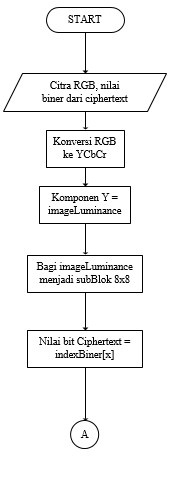 START
Citra RGB, nilai
biner dari ciphertext
Konversi RGB
ke YCbCr
Komponen Y =
imageLuminance
Bagi imageLuminance
menjadi subBlok 8x8
Nilai bit Ciphertext =
indexBiner[x]
A